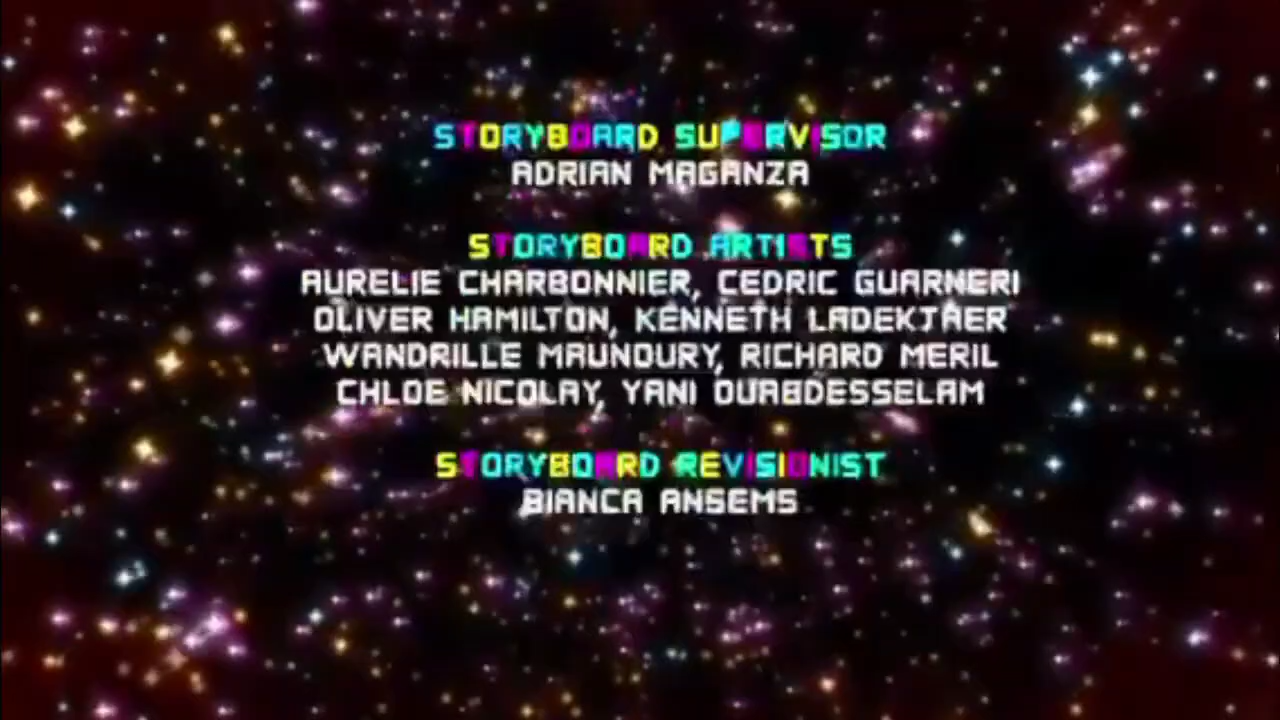 STORYBOARD SUPERVISOR
ADRIAN MAGANZA
STORYBOARD ARTISTS
AURELIE CHARBONNIER, CEDRIC GUARNERI
OLIVER HAMILTON, KENNETH LADEKJAER
WANDRILLE MAUNOURY, RICHARD MERIL
CHLOE NICOLAY, YANI OUABDESSELAM
STORYBOARD REVISIONIST
BIANCA ANSEMS